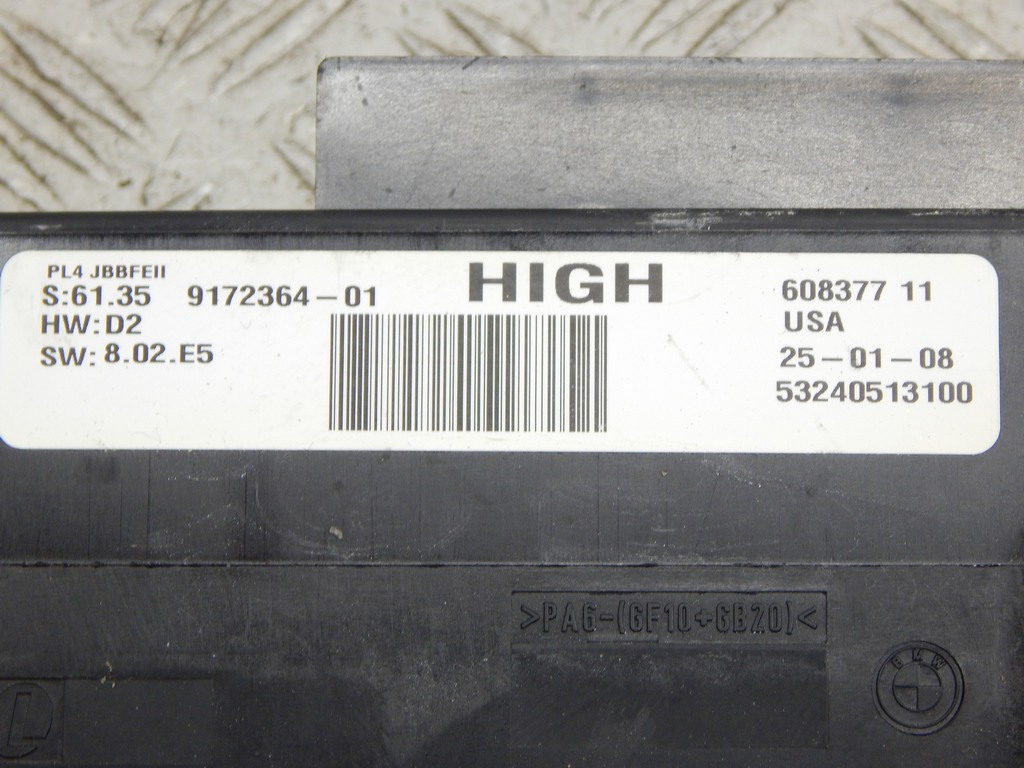 PL4 JBBFEII
S:61.35 9172364-01
HW: D2
SW: 8.02.E5
HIGH
608377 11
USA
25-01-08
53240513100
>PA6-(GF10+GB20)<
BMW